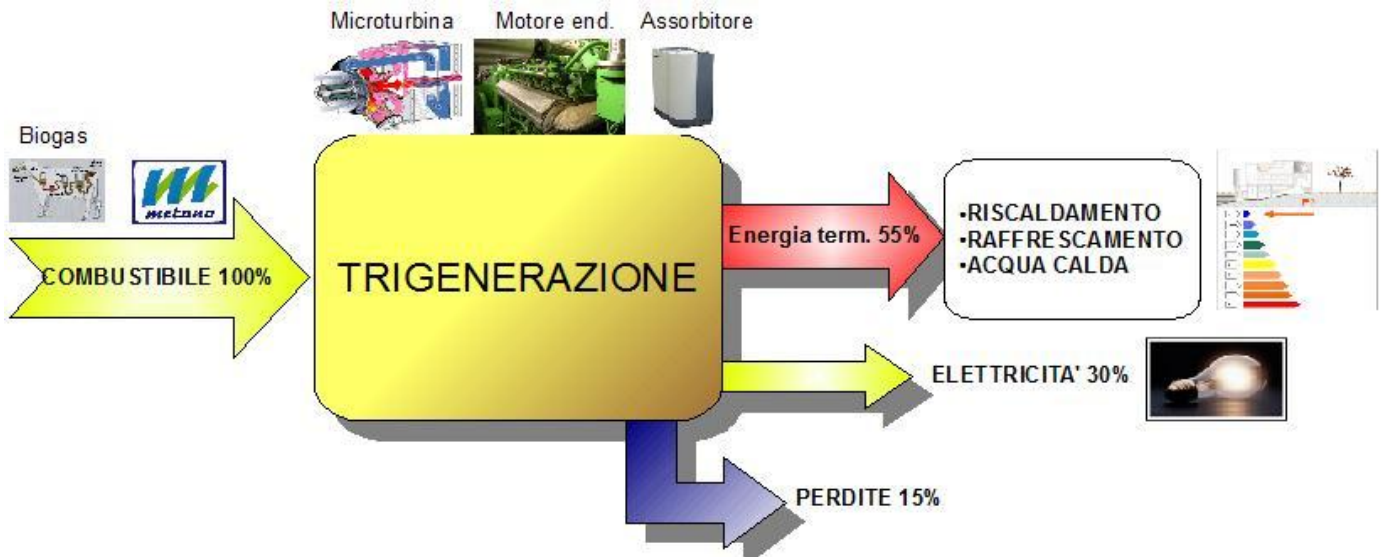 Microturbina Motore end. Assorbitore
Biogas
metano
COMBUSTIBILE 100%
TRIGENERAZIONE
Energia term. 55%
•RISCALDAMENTO
•RAFFRESCAMENTO
•ACQUA CALDA
ELETTRICITA' 30%
PERDITE 15%